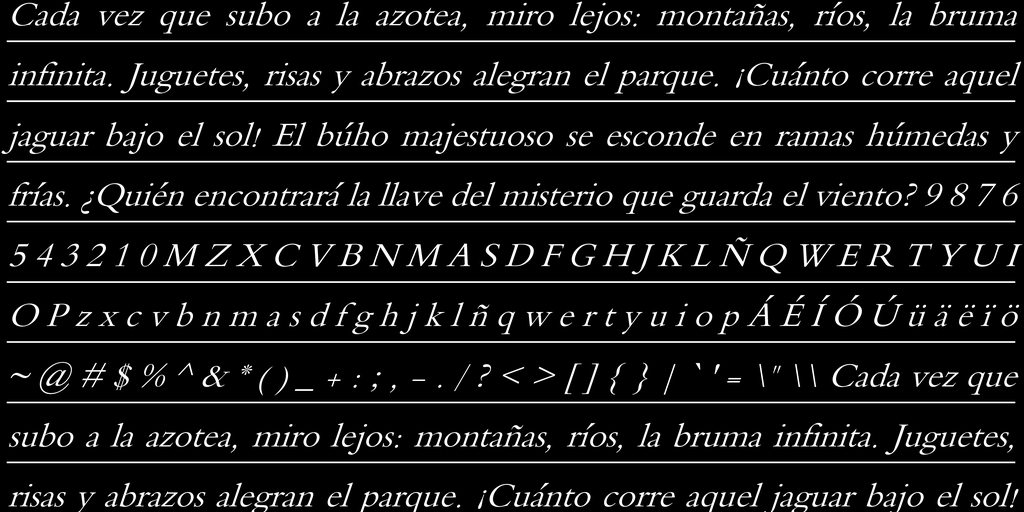 Cada vez que subo a la azotea, miro lejos: montañas, ríos, la bruma
infinita. Juguetes, risas y abrazos alegran el parque. ¡Cuánto corre aquel
jaguar bajo el sol! El búho majestuoso se esconde en ramas húmedas y
frías. ¿Quién encontrará la llave del misterio que guarda el viento? 9 8 7 6
5 4 3 2 1 0 M Z X C V B N M A S D F G H J K L Ñ Q W E R T Y U I
O P z x c v b n m a s d f g h j k l ñ q w e r t y u i o p Á É Í Ó Ú ü ä ë ï ö
~ @ # $ % ^ & * ( ) _ + : ; , – . / ? < > [ ] { } | ` ' = \" \ \ Cada vez que
subo a la azotea, miro lejos: montañas, ríos, la bruma infinita. Juguetes,
risas y abrazos alegran el parque. ¡Cuánto corre aquel jaguar bajo el sol!